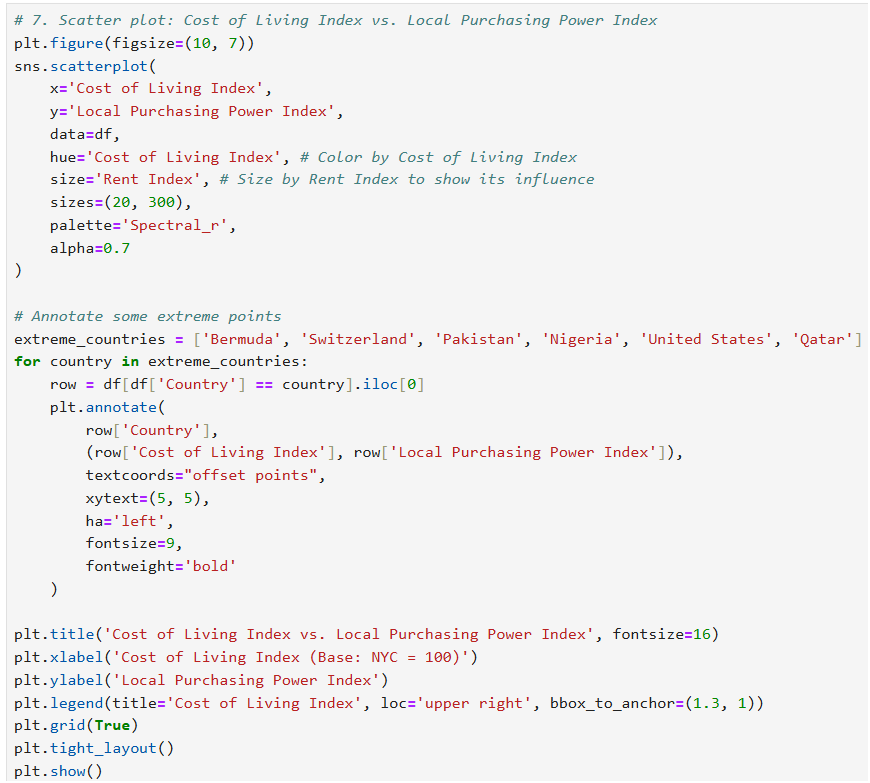 # 7. Scatter plot: Cost of Living Index vs. Local Purchasing Power Index
plt.figure(figsize=(10, 7))
sns.scatterplot(
    x='Cost of Living Index',
    y='Local Purchasing Power Index',
    data=df,
    hue='Cost of Living Index', # Color by Cost of Living Index
    size='Rent Index', # Size by Rent Index to show its influence
    sizes=(20, 300),
    palette='Spectral_r',
    alpha=0.7
)

# Annotate some extreme points
extreme_countries = ['Bermuda', 'Switzerland', 'Pakistan', 'Nigeria', 'United States', 'Qatar']
for country in extreme_countries:
    row = df[df['Country'] == country].iloc[0]
    plt.annotate(
        row['Country'],
        (row['Cost of Living Index'], row['Local Purchasing Power Index']),
        textcoords="offset points",
        xytext=(5, 5),
        ha='left',
        fontsize=9,
        fontweight='bold'
    )

plt.title('Cost of Living Index vs. Local Purchasing Power Index', fontsize=16)
plt.xlabel('Cost of Living Index (Base: NYC = 100)')
plt.ylabel('Local Purchasing Power Index')
plt.legend(title='Cost of Living Index', loc='upper right', bbox_to_anchor=(1.3, 1))
plt.grid(True)
plt.tight_layout()
plt.show()